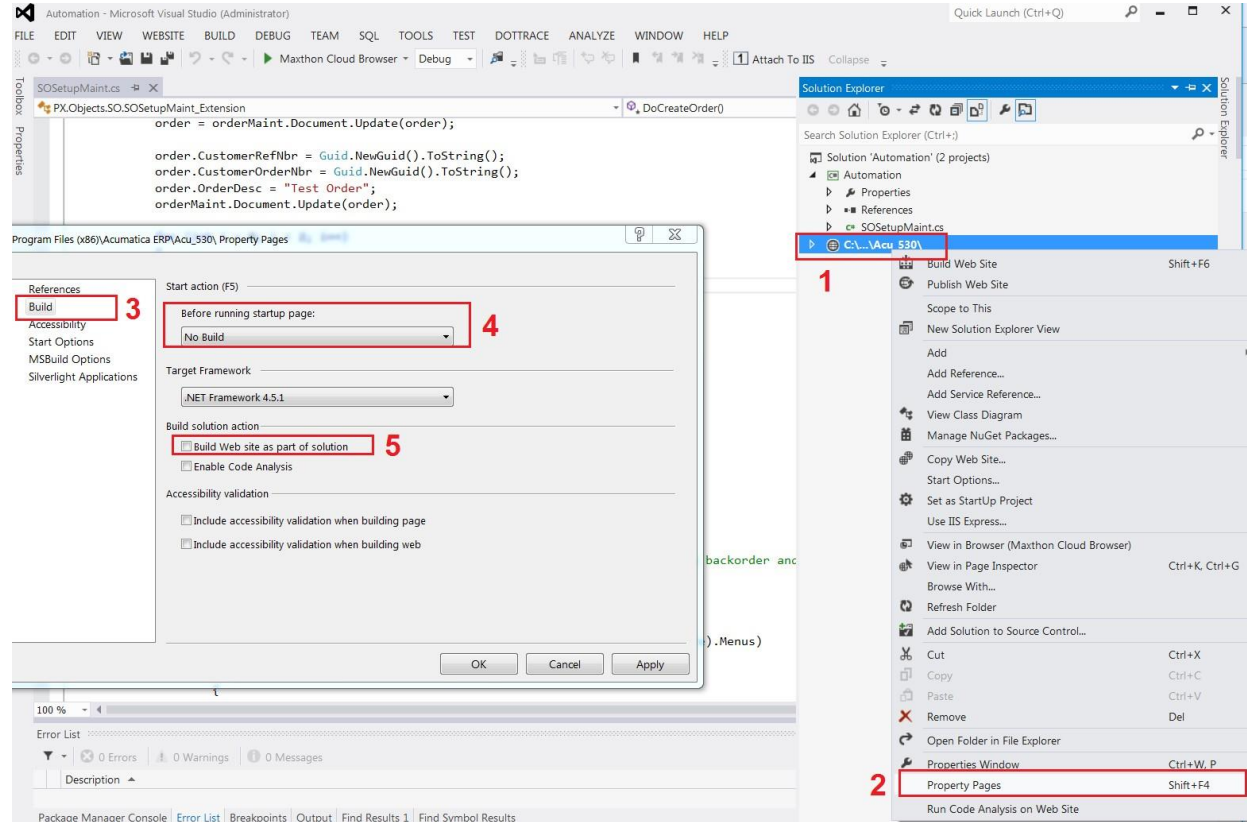 Automation - Microsoft Visual Studio (Administrator)
Quick Launch (Ctrl+Q)
FILE EDIT VIEW WEBSITE BUILD DEBUG TEAM SQL TOOLS TEST DOTTRACE ANALYZE WINDOW HELP
Maxthon Cloud Browser Debug 1 Attach To IIS Collapse
Toolbox
Properties
SOSetupMaint.cs
PX.Objects.SO.SOSetupMaint_Extension
DoCreateOrder()
order = orderMaint.Document.Update(order);
order.CustomerRefNbr = Guid.NewGuid().ToString();
order.CustomerOrderNbr = Guid.NewGuid().ToString();
order.OrderDesc = "Test Order";
orderMaint.Document.Update(order);
Program Files (x86)\Acumatica ERP\Acu_530\ Property Pages
References
Build
3
Accessibility
Start Options
MSBuild Options
Silverlight Applications
Start action (F5)
Before running startup page:
No Build
4
Target Framework
.NET Framework 4.5.1
Build solution action
Build Web site as part of solution
5
Enable Code Analysis
Accessibility validation
Include accessibility validation when building page
Include accessibility validation when building web
OK Cancel Apply
backorder and
).Menus)
{
100 %
Error List
0 Errors 0 Warnings 0 Messages
Description
Package Manager Console Error List Breakpoints Output Find Results 1 Find Symbol Results
Solution Explorer
Solution Explorer
Search Solution Explorer (Ctrl+;)
Solution 'Automation' (2 projects)
Automation
Properties
References
SOSetupMaint.cs
C:\...\Acu_530\
1
Build Web Site Shift+F6
Publish Web Site
Scope to This
New Solution Explorer View
Add
Add Reference...
Add Service Reference...
View Class Diagram
Manage NuGet Packages...
Copy Web Site...
Start Options...
Set as StartUp Project
Use IIS Express...
View in Browser (Maxthon Cloud Browser)
View in Page Inspector Ctrl+K, Ctrl+G
Browse With...
Refresh Folder
Add Solution to Source Control...
Cut Ctrl+X
Copy Ctrl+C
Paste Ctrl+V
Remove Del
Open Folder in File Explorer
Properties Window Ctrl+W, P
2
Property Pages Shift+F4
Run Code Analysis on Web Site